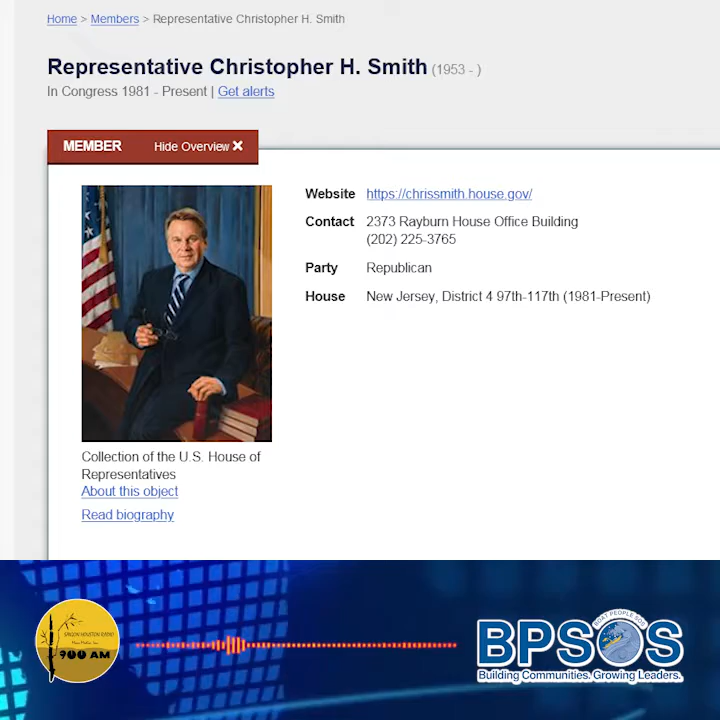 Home > Members > Representative Christopher H. Smith
Representative Christopher H. Smith (1953 - )
In Congress 1981 - Present | Get alerts
MEMBER Hide Overview ✕
Website https://chrissmith.house.gov/
Contact 2373 Rayburn House Office Building
(202) 225-3765
Party Republican
House New Jersey, District 4 97th-117th (1981-Present)
Collection of the U.S. House of
Representatives
About this object
Read biography
SAIGON HOUSTON RADIO
900 AM
BOAT PEOPLE SOS
BPSOS
Building Communities. Growing Leaders.